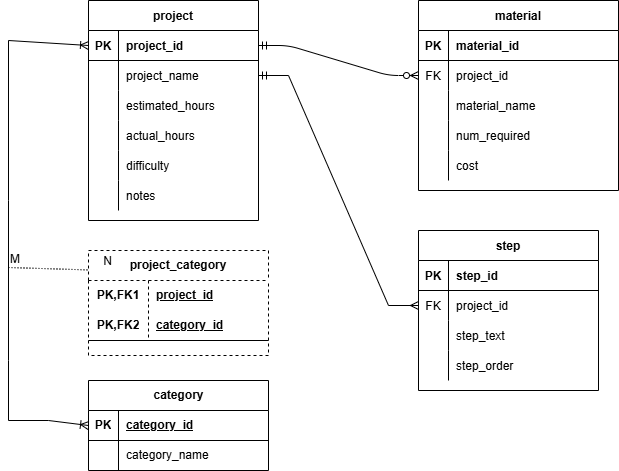 project
PK project_id
project_name
estimated_hours
actual_hours
difficulty
notes
material
PK material_id
FK project_id
material_name
num_required
cost
step
PK step_id
FK project_id
step_text
step_order
M
N
project_category
PK,FK1 project_id
PK,FK2 category_id
category
PK category_id
category_name